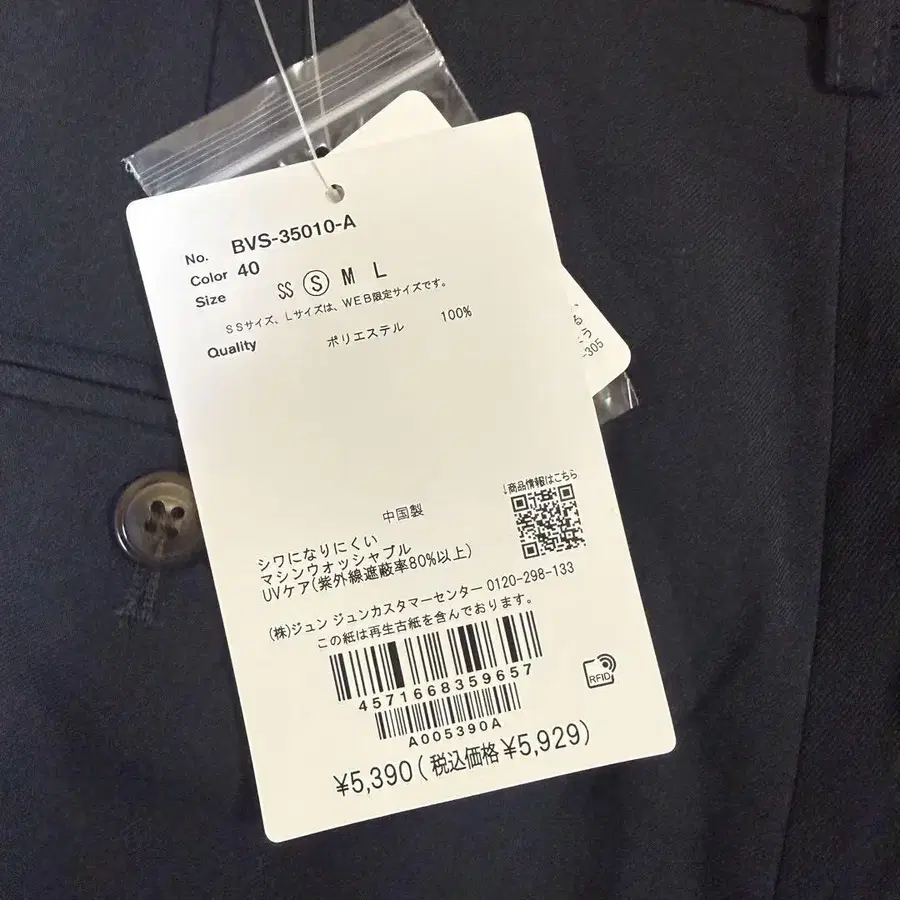 No. BVS-35010-A
Color 40
Size SS Ⓢ M L
SSサイズ、Lサイズは、WEB限定サイズです。
Quality ポリエステル 100%
る
う
-305
↓商品情報はこちら
中国製
シワになりにくい
マシンウォッシャブル
UVケア(紫外線遮蔽率80%以上)
(株)ジュン ジュンカスタマーセンター 0120-298-133
この紙は再生古紙を含んでおります。
4571668359657
RFID
A005390A
¥5,390(税込価格¥5,929)